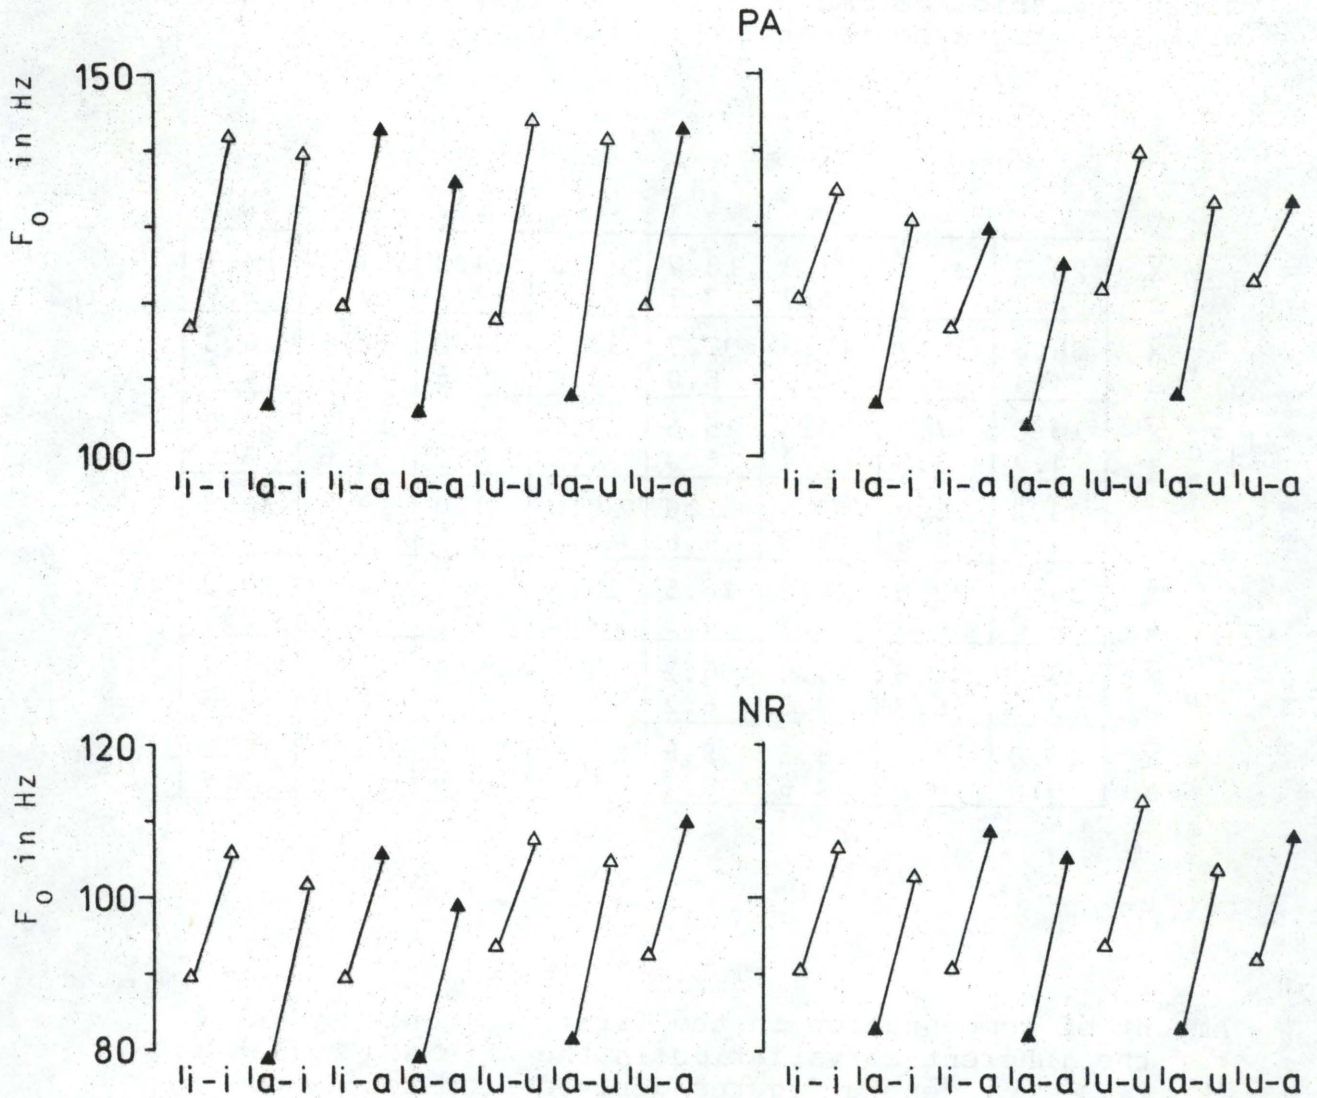 PA
150
F₀ in Hz
100
ˈi-i ˈa-i ˈi-a ˈa-a ˈu-u ˈa-u ˈu-a
ˈi-i ˈa-i ˈi-a ˈa-a ˈu-u ˈa-u ˈu-a
NR
120
F₀ in Hz
100
80
ˈi-i ˈa-i ˈi-a ˈa-a ˈu-u ˈa-u ˈu-a
ˈi-i ˈa-i ˈi-a ˈa-a ˈu-u ˈa-u ˈu-a